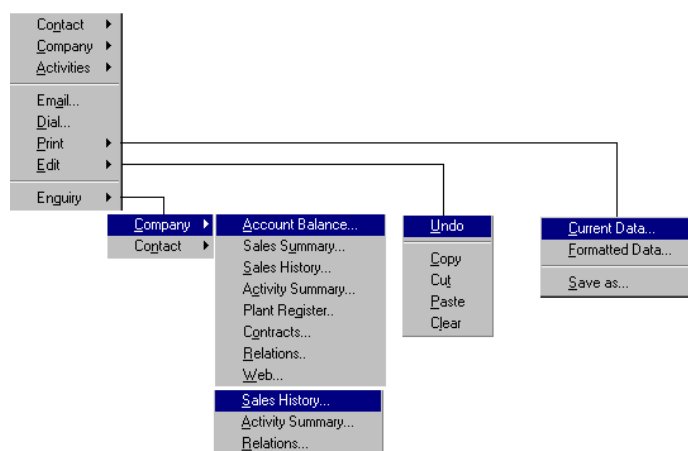 Contact
Company
Activities
Email...
Dial...
Print
Edit
Enquiry
Company
Contact
Account Balance...
Sales Summary...
Sales History...
Activity Summary...
Plant Register..
Contracts...
Relations..
Web...
Sales History...
Activity Summary...
Relations...
Undo
Copy
Cut
Paste
Clear
Current Data...
Formatted Data...
Save as...